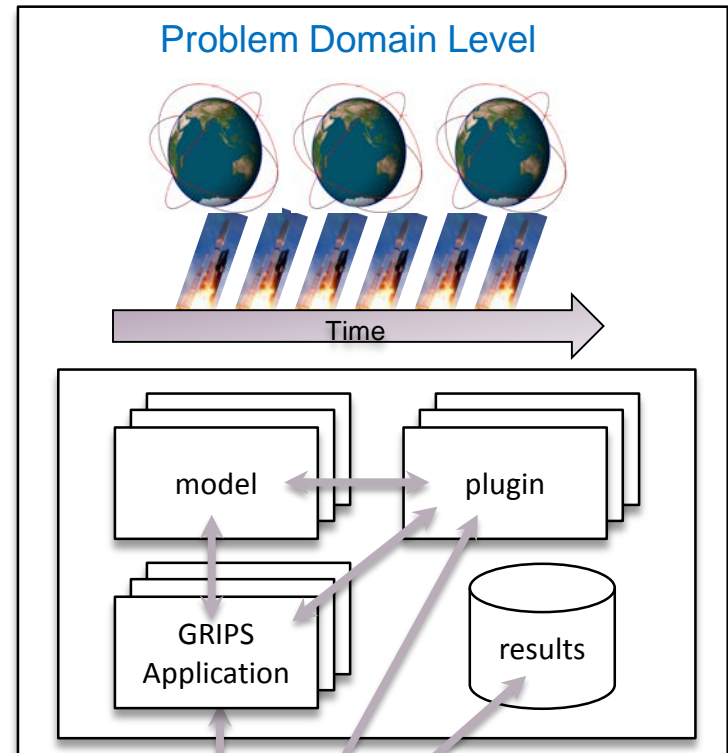 Problem Domain Level
Time
model
plugin
GRIPS
Application
results